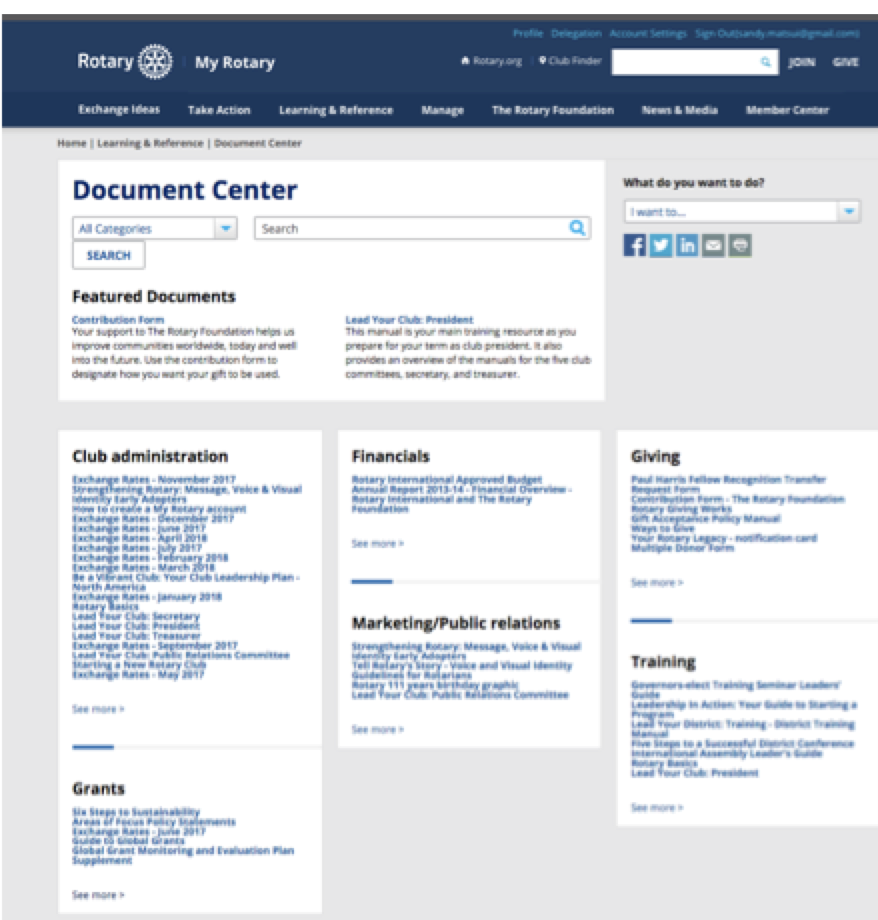 Profile Delegation Account Settings Sign Out(sandy.matsui@gmail.com)
Rotary My Rotary
Rotary.org Club Finder JOIN GIVE
Exchange Ideas Take Action Learning & Reference Manage The Rotary Foundation News & Media Member Center
Home | Learning & Reference | Document Center
Document Center
All Categories
Search
SEARCH
What do you want to do?
I want to...
Featured Documents
Contribution Form
Your support to The Rotary Foundation helps us
improve communities worldwide, today and well
into the future. Use the contribution form to
designate how you want your gift to be used.
Lead Your Club: President
This manual is your main training resource as you
prepare for your term as club president. It also
provides an overview of the manuals for the five club
committees, secretary, and treasurer.
Club administration
Exchange Rates - November 2017
Strengthening Rotary: Message, Voice & Visual
Identity Early Adopters
How to create a My Rotary account
Exchange Rates - December 2017
Exchange Rates - June 2017
Exchange Rates - April 2018
Exchange Rates - July 2017
Exchange Rates - February 2018
Exchange Rates - March 2018
Be a Vibrant Club: Your Club Leadership Plan -
North America
Exchange Rates - January 2018
Rotary Basics
Lead Your Club: Secretary
Lead Your Club: President
Lead Your Club: Treasurer
Exchange Rates - September 2017
Lead Your Club: Public Relations Committee
Starting a New Rotary Club
Exchange Rates - May 2017
See more >
Grants
Six Steps to Sustainability
Areas of Focus Policy Statements
Exchange Rates - June 2017
Guide to Global Grants
Global Grant Monitoring and Evaluation Plan
Supplement
See more >
Financials
Rotary International Approved Budget
Annual Report 2013-14 - Financial Overview -
Rotary International and The Rotary
Foundation
See more >
Marketing/Public relations
Strengthening Rotary: Message, Voice & Visual
Identity Early Adopters
Tell Rotary's Story - Voice and Visual Identity
Guidelines for Rotarians
Rotary 111 years birthday graphic
Lead Your Club: Public Relations Committee
See more >
Giving
Paul Harris Fellow Recognition Transfer
Request Form
Contribution Form - The Rotary Foundation
Rotary Giving Works
Gift Acceptance Policy Manual
Ways to Give
Your Rotary Legacy - notification card
Multiple Donor Form
See more >
Training
Governors-elect Training Seminar Leaders'
Guide
Leadership In Action: Your Guide to Starting a
Program
Lead Your District: Training - District Training
Manual
Five Steps to a Successful District Conference
International Assembly Leader's Guide
Rotary Basics
Lead Your Club: President
See more >